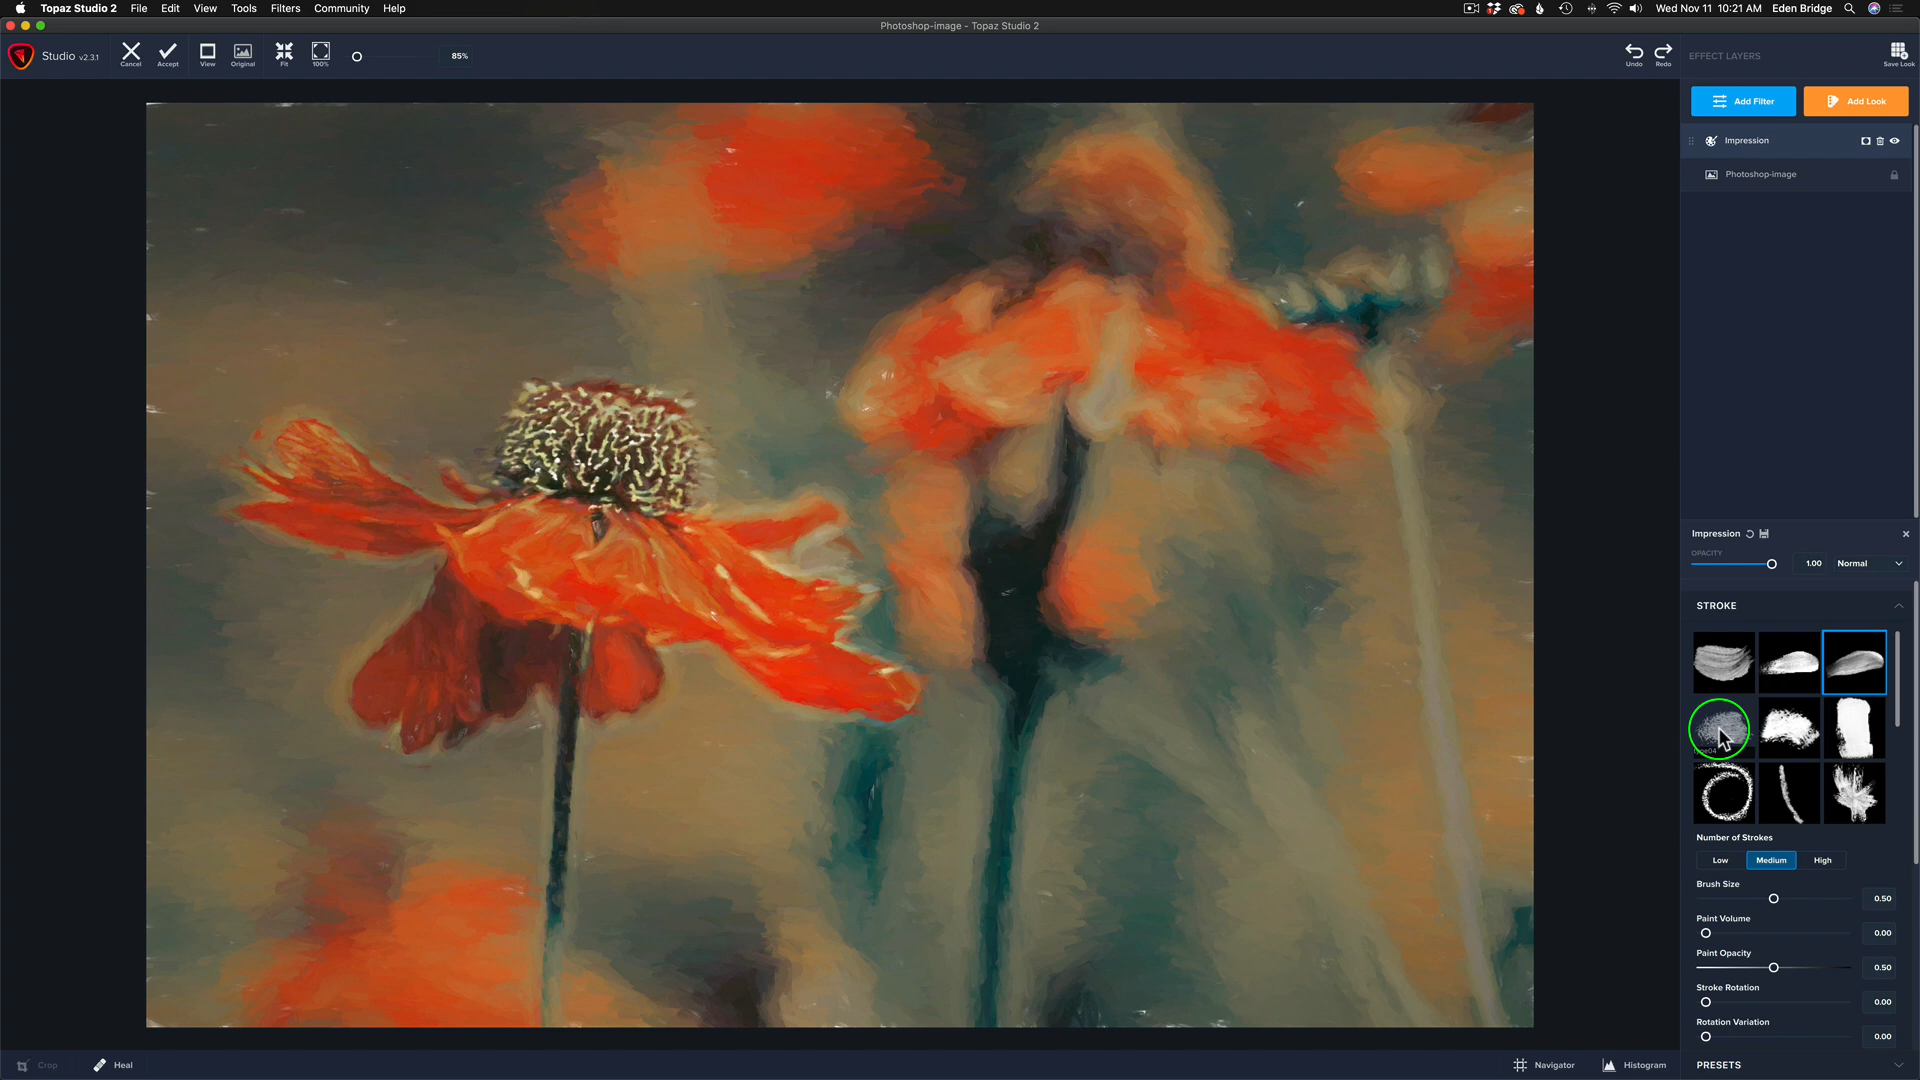 Topaz Studio 2 File Edit View Tools Filters Community Help
Wed Nov 11 10:21 AM Eden Bridge
Photoshop-image - Topaz Studio 2
Studio v2.3.1
Cancel Accept View Original Fit 100% 85%
Undo Redo
EFFECT LAYERS
Save Look
Add Filter
Add Look
Impression
Photoshop-image
Impression
OPACITY
1.00 Normal
STROKE
Type04
Number of Strokes
Low Medium High
Brush Size
0.50
Paint Volume
0.00
Paint Opacity
0.50
Stroke Rotation
0.00
Rotation Variation
0.00
Crop Heal Navigator Histogram
PRESETS